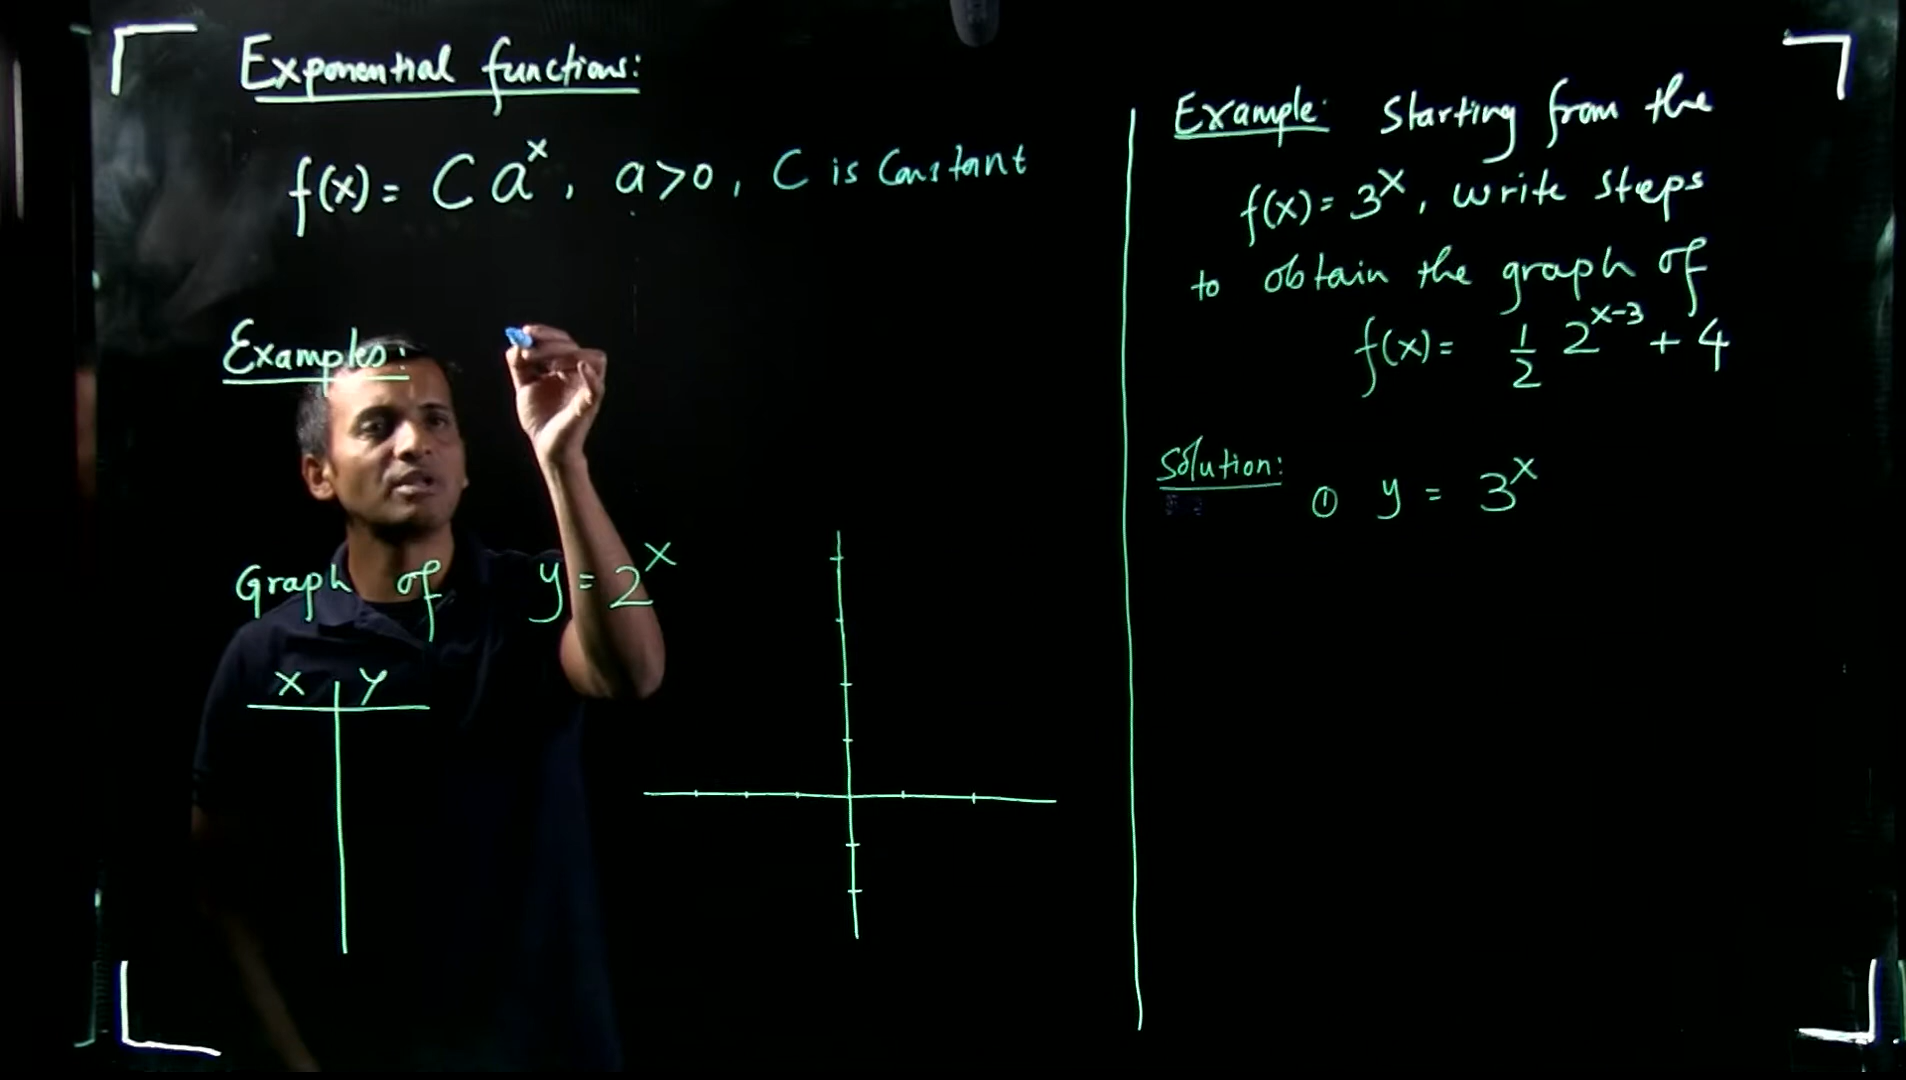 Exponential functions:
f(x) = C a^x, a>0, C is Constant
Examples:
Graph of y = 2^x
x y
Example: Starting from the
f(x) = 3^x, write steps
to obtain the graph of
f(x) = 1/2 2^(x-3) + 4
Solution: ① y = 3^x